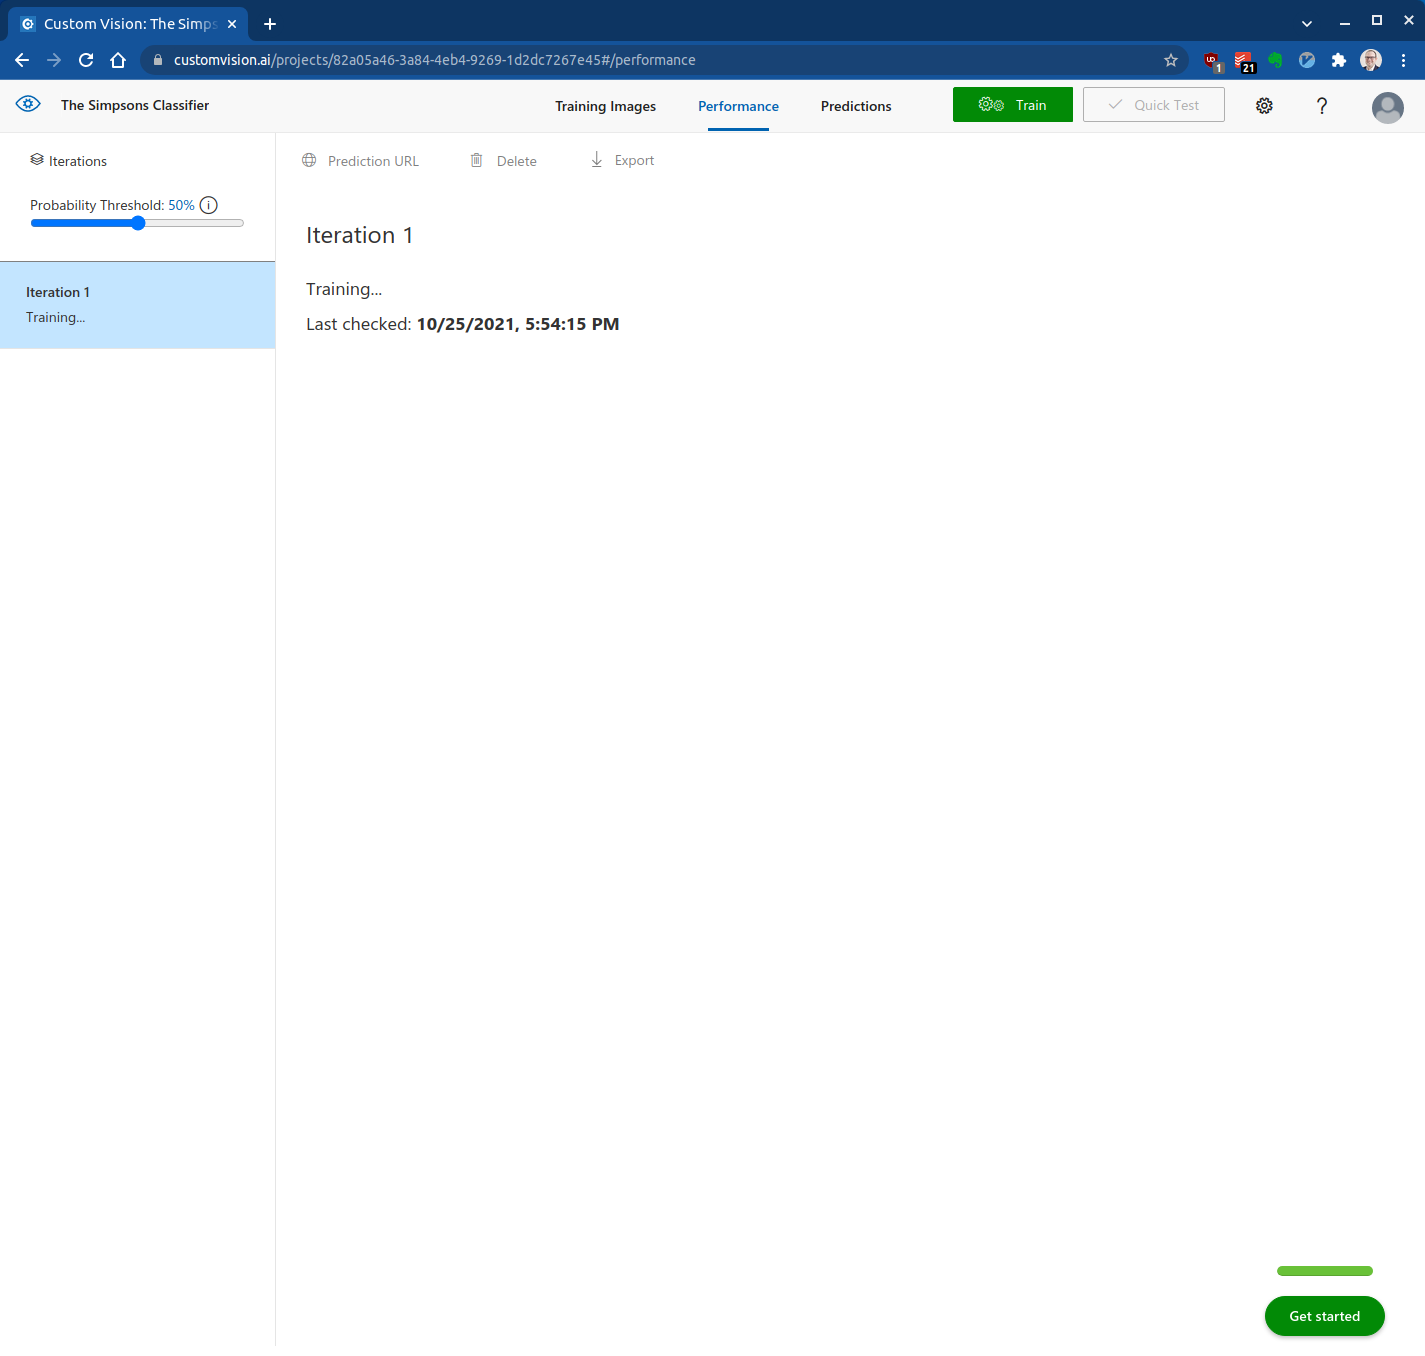 Custom Vision: The Simps
customvision.ai/projects/82a05a46-3a84-4eb4-9269-1d2dc7267e45#/performance
1
21
The Simpsons Classifier
Training Images
Performance
Predictions
Train
Quick Test
?
Iterations
Prediction URL
Delete
Export
Probability Threshold: 50%
Iteration 1
Training...
Iteration 1
Training...
Last checked: 10/25/2021, 5:54:15 PM
Get started